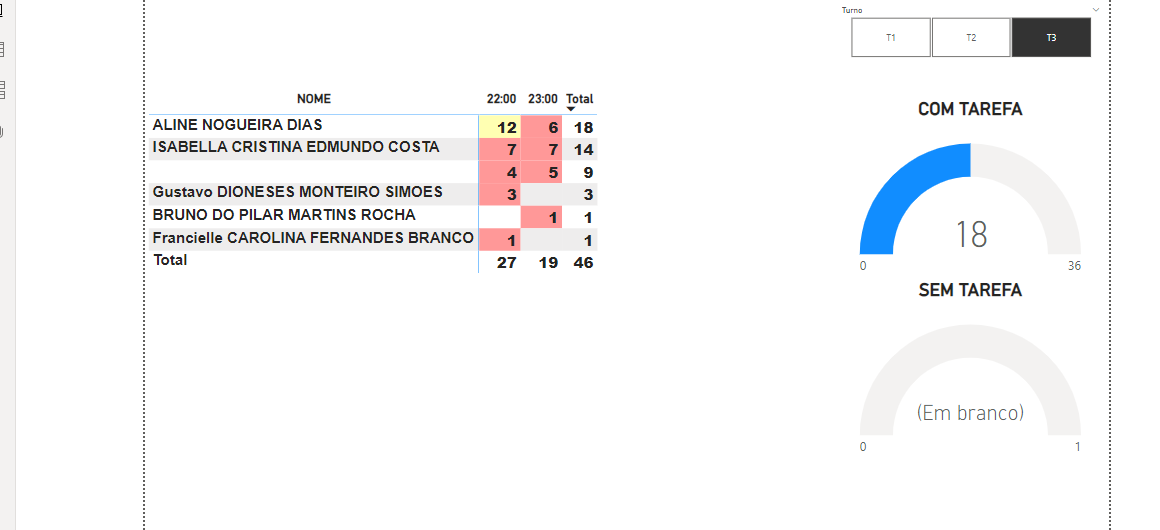 Turno
T1 T2 T3
NOME 22:00 23:00 Total
ALINE NOGUEIRA DIAS 12 6 18
ISABELLA CRISTINA EDMUNDO COSTA 7 7 14
4 5 9
Gustavo DIONESES MONTEIRO SIMOES 3 3
BRUNO DO PILAR MARTINS ROCHA 1 1
Francielle CAROLINA FERNANDES BRANCO 1 1
Total 27 19 46
COM TAREFA
18
0 36
SEM TAREFA
(Em branco)
0 1